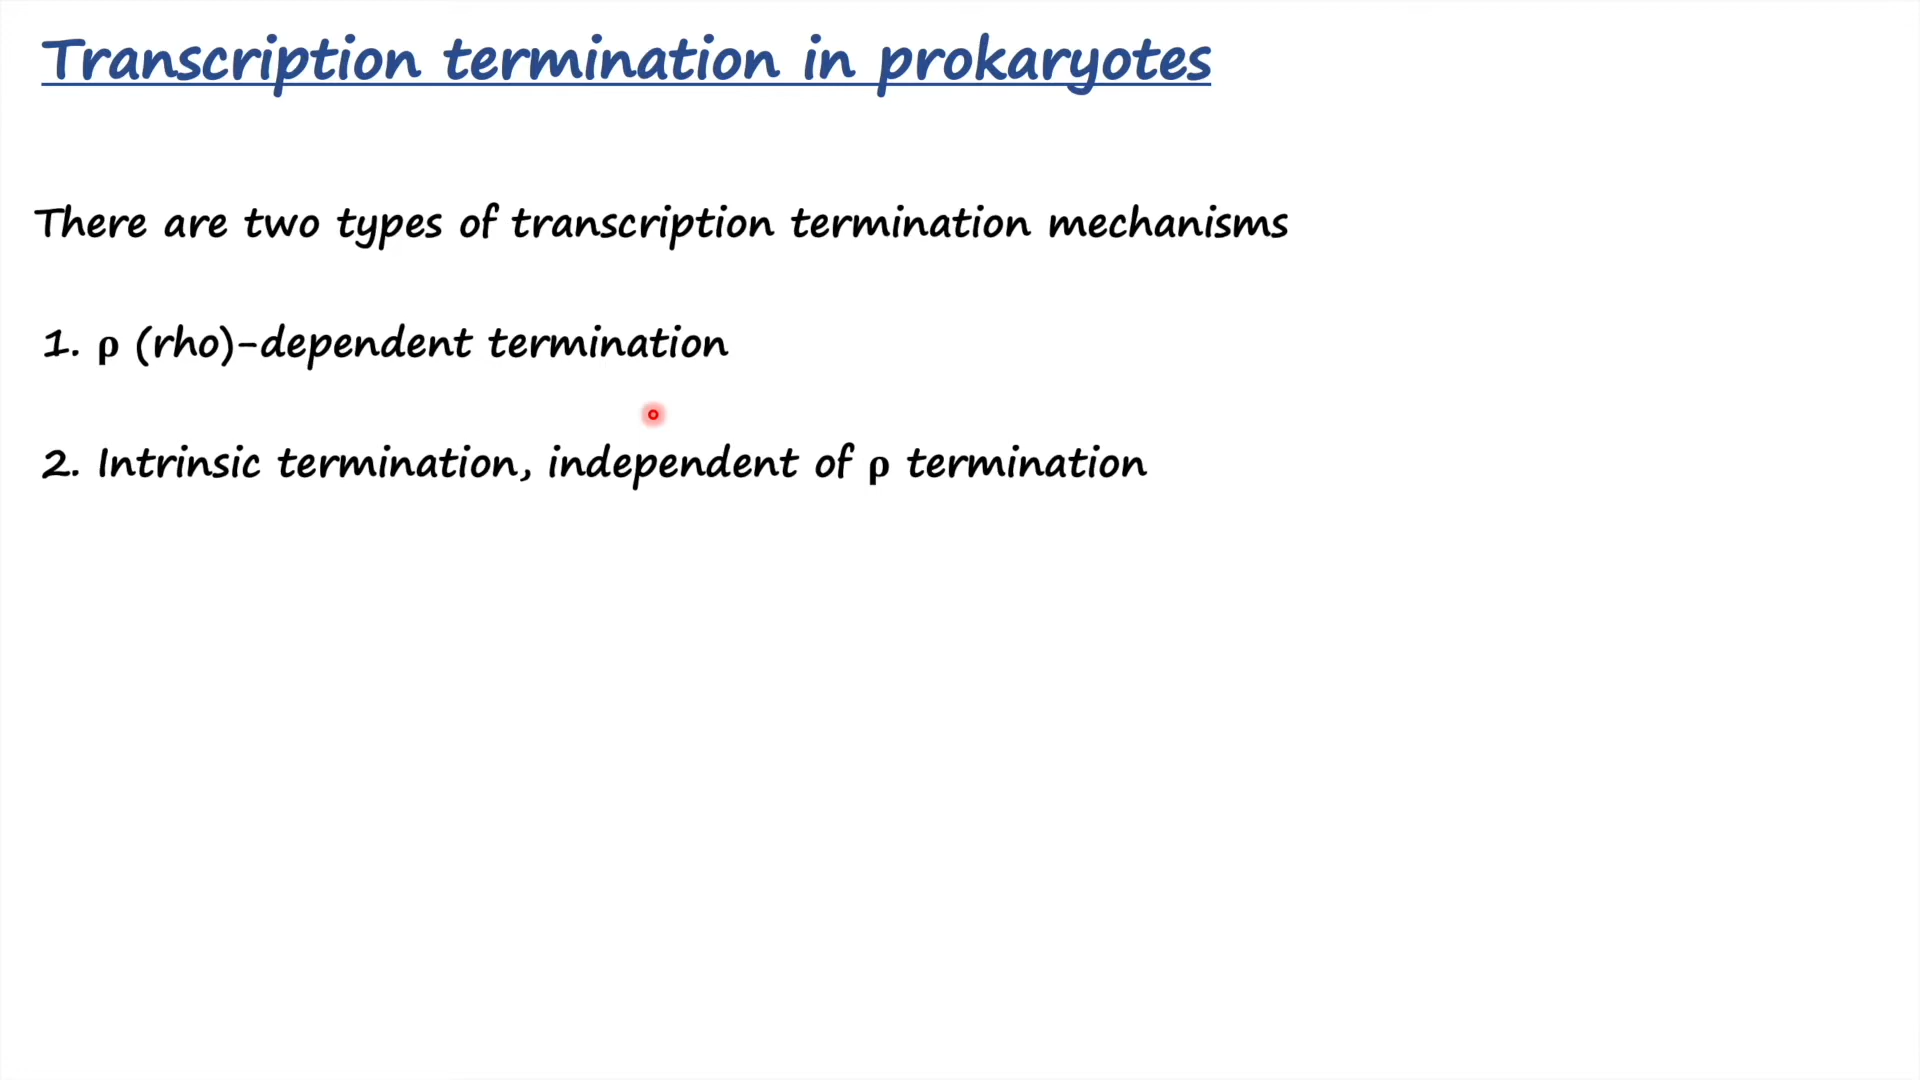 Transcription termination in prokaryotes
There are two types of transcription termination mechanisms
1. ρ (rho)-dependent termination
2. Intrinsic termination, independent of ρ termination